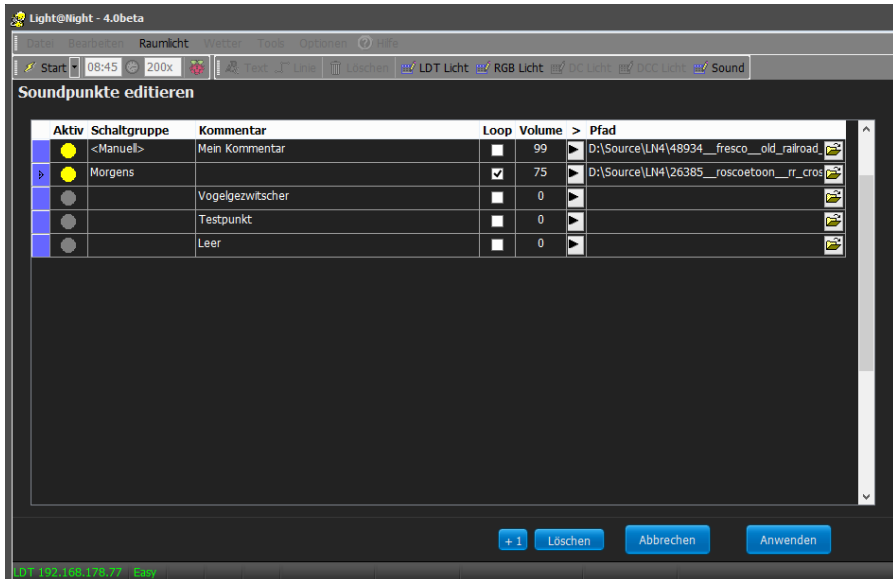 Light@Night - 4.0beta
Datei Bearbeiten Raumlicht Wetter Tools Optionen Hilfe
Start 08:45 200x Text Linie Löschen LDT Licht RGB Licht DC Licht DCC Licht Sound
Soundpunkte editieren
Aktiv Schaltgruppe Kommentar Loop Volume > Pfad
<Manuell> Mein Kommentar 99 D:\Source\LN4\48934__fresco__old_railroad_
Morgens 75 D:\Source\LN4\26385__roscoetoon__rr_cros
Vogelgezwitscher 0
Testpunkt 0
Leer 0
+ 1 Löschen Abbrechen Anwenden
LDT 192.168.178.77 Easy